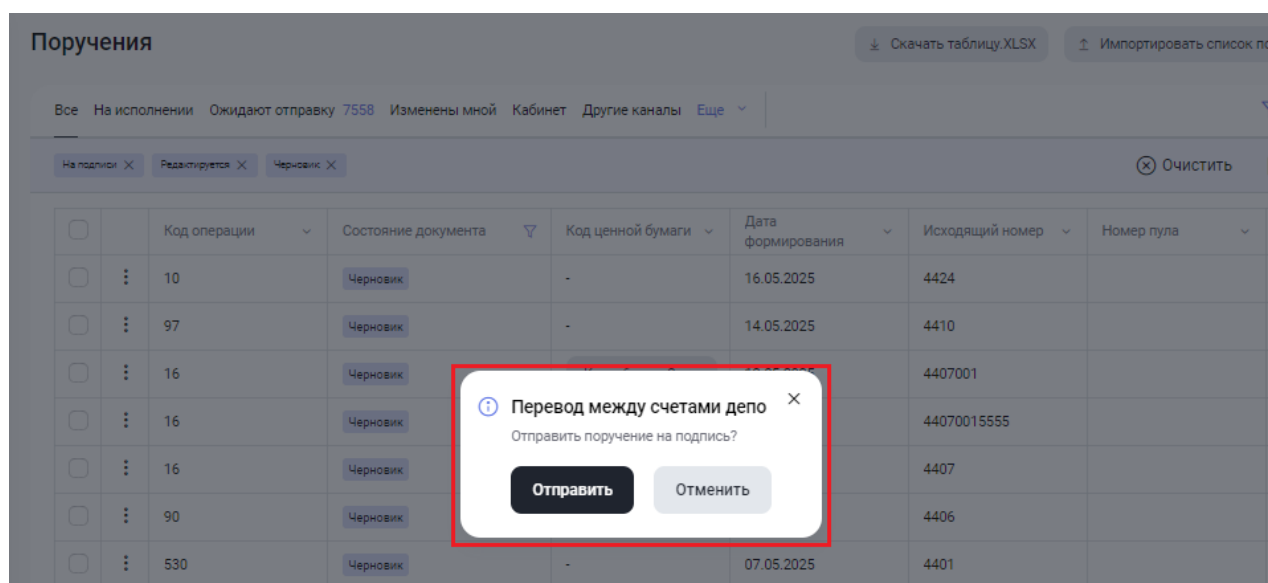 Поручения
Скачать таблицу.XLSX
Импортировать список по
Все На исполнении Ожидают отправку 7558 Изменены мной Кабинет Другие каналы Еще
На подписи Редактируется Черновик
Очистить
Код операции Состояние документа Код ценной бумаги Дата формирования Исходящий номер Номер пула
10 Черновик - 16.05.2025 4424
97 Черновик - 14.05.2025 4410
16 Черновик 4407001
16 Черновик 44070015555
16 Черновик 4407
90 Черновик 4406
530 Черновик - 07.05.2025 4401
Перевод между счетами депо
Отправить поручение на подпись?
Отправить Отменить